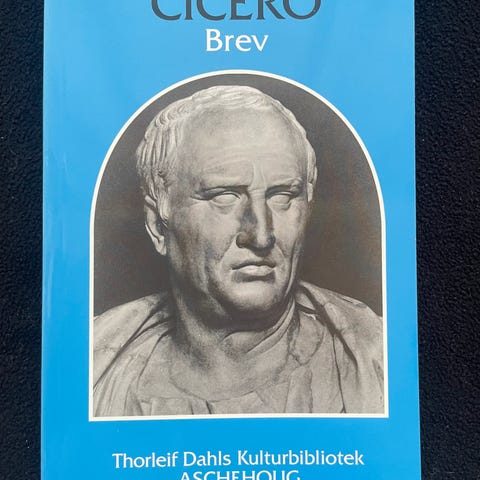 CICERO
Brev
Thorleif Dahls Kulturbibliotek
ASCHEHOUG